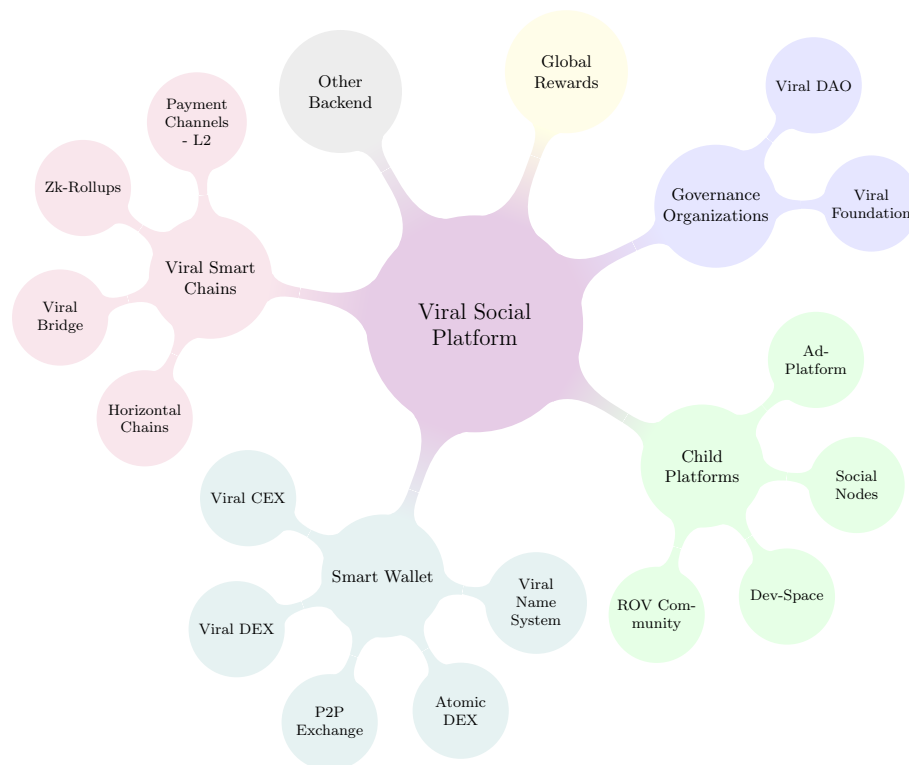 Viral Social
Platform
Other
Backend
Global
Rewards
Governance
Organizations
Viral DAO
Viral
Foundation
Child
Platforms
Ad-
Platform
Social
Nodes
Dev-Space
ROV Com-
munity
Smart Wallet
Viral
Name
System
Atomic
DEX
P2P
Exchange
Viral DEX
Viral CEX
Viral Smart
Chains
Horizontal
Chains
Viral
Bridge
Zk-Rollups
Payment
Channels
- L2